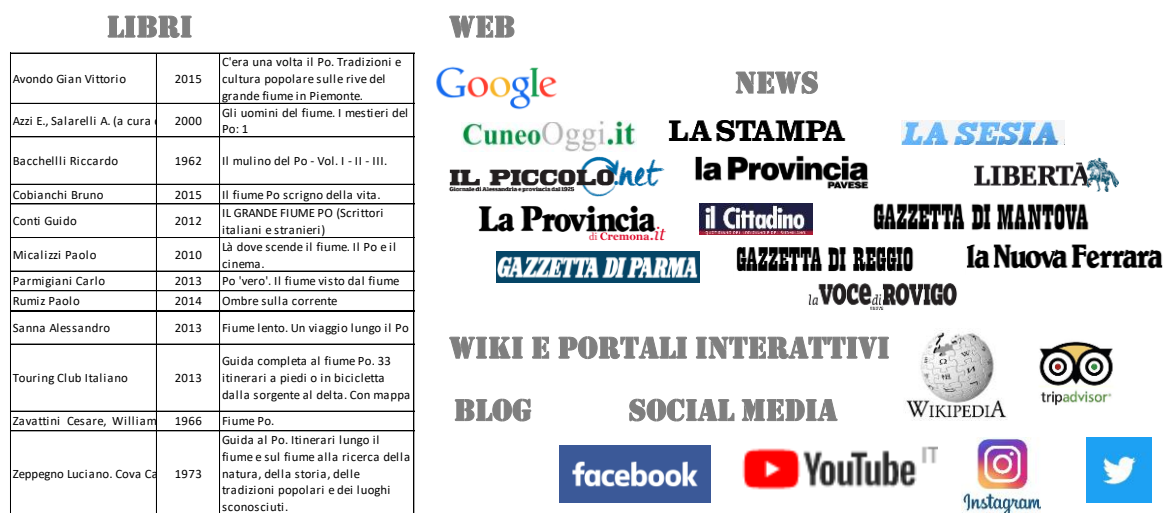 LIBRI
Avondo Gian Vittorio 2015 C'era una volta il Po. Tradizioni e
cultura popolare sulle rive del
grande fiume in Piemonte.
Azzi E., Salarelli A. (a cura 2000 Gli uomini del fiume. I mestieri del
Po: 1
Bacchellli Riccardo 1962 Il mulino del Po - Vol. I - II - III.
Cobianchi Bruno 2015 Il fiume Po scrigno della vita.
Conti Guido 2012 IL GRANDE FIUME PO (Scrittori
italiani e stranieri)
Micalizzi Paolo 2010 Là dove scende il fiume. Il Po e il
cinema.
Parmigiani Carlo 2013 Po 'vero'. Il fiume visto dal fiume
Rumiz Paolo 2014 Ombre sulla corrente
Sanna Alessandro 2013 Fiume lento. Un viaggio lungo il Po
Touring Club Italiano 2013 Guida completa al fiume Po. 33
itinerari a piedi o in bicicletta
dalla sorgente al delta. Con mappa
Zavattini Cesare, William 1966 Fiume Po.
Zeppegno Luciano. Cova Ca 1973 Guida al Po. Itinerari lungo il
fiume e sul fiume alla ricerca della
natura, della storia, delle
tradizioni popolari e dei luoghi
sconosciuti.
WEB
Google
NEWS
CuneoOggi.it
LA STAMPA
LA SESIA
IL PICCOLO.net
Giornale di Alessandria e provincia dal 1925
la Provincia
PAVESE
LIBERTÀ
La Provincia
di Cremona.it
il Cittadino
GAZZETTA DI MANTOVA
GAZZETTA DI PARMA
GAZZETTA DI REGGIO
la Nuova Ferrara
la VOCE di ROVIGO
WIKI E PORTALI INTERATTIVI
WIKIPEDIA
tripadvisor
BLOG
SOCIAL MEDIA
facebook
YouTube IT
Instagram